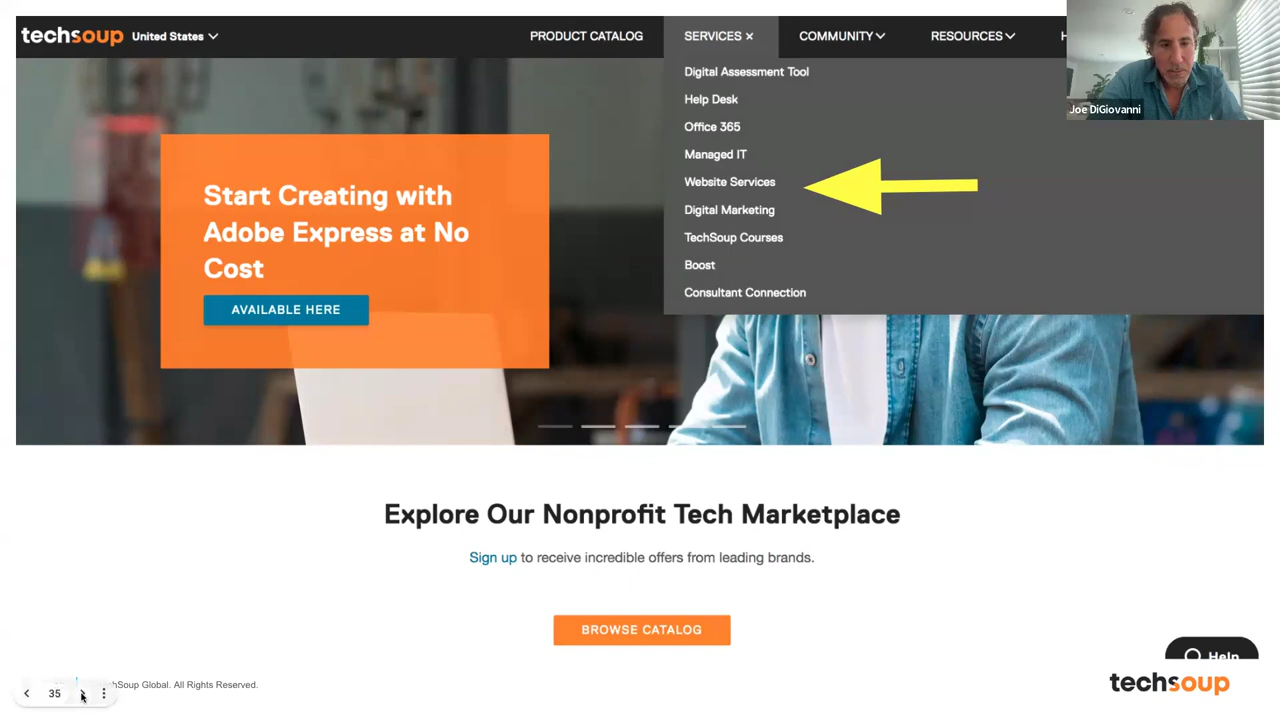 techsoup
United States
PRODUCT CATALOG
SERVICES ×
COMMUNITY
RESOURCES
H
Joe DiGiovanni
Digital Assessment Tool
Help Desk
Office 365
Managed IT
Website Services
Digital Marketing
TechSoup Courses
Boost
Consultant Connection
Start Creating with
Adobe Express at No
Cost
AVAILABLE HERE
Explore Our Nonprofit Tech Marketplace
Sign up to receive incredible offers from leading brands.
BROWSE CATALOG
Help
techsoup
35
chSoup Global. All Rights Reserved.